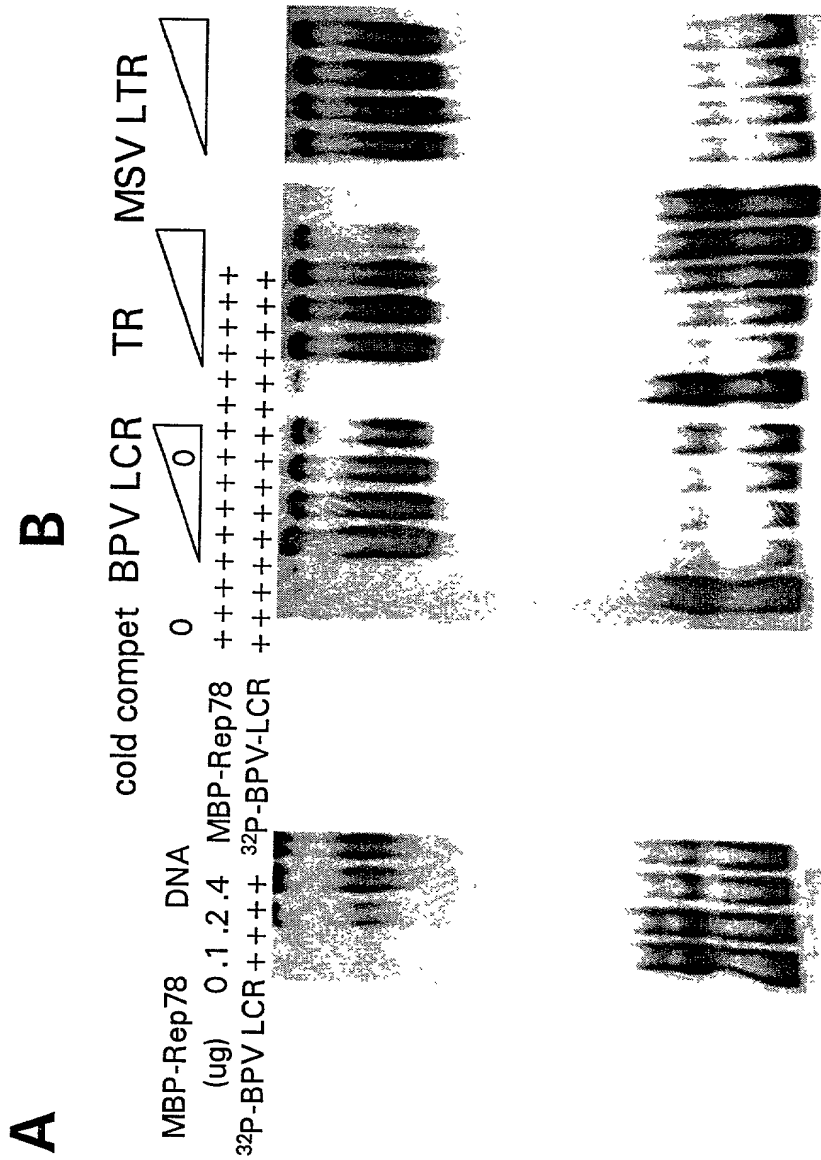 A
MBP-Rep78 DNA
(ug) 0 .1 .2 .4
³²P-BPV LCR + + + +
B
cold compet BPV LCR TR MSV LTR
0 0
MBP-Rep78 + + + + + + + + + + + + + + +
³²P-BPV-LCR + + + + + + + + + + + + + + +